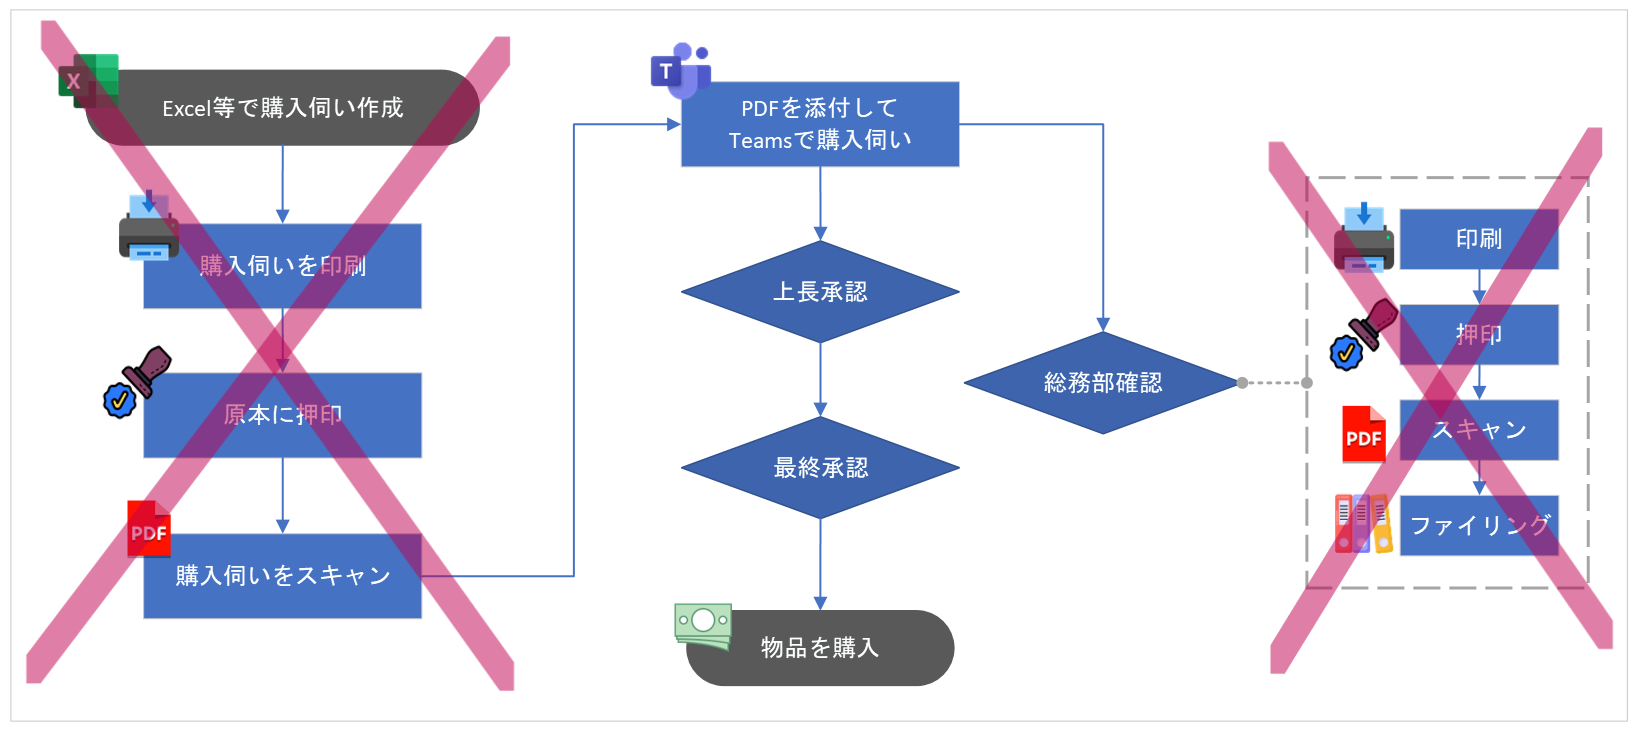 X
Excel等で購入伺い作成
購入伺いを印刷
原本に押印
PDF
購入伺いをスキャン
T
PDFを添付して
Teamsで購入伺い
上長承認
最終承認
物品を購入
総務部確認
印刷
押印
PDF
スキャン
ファイリング